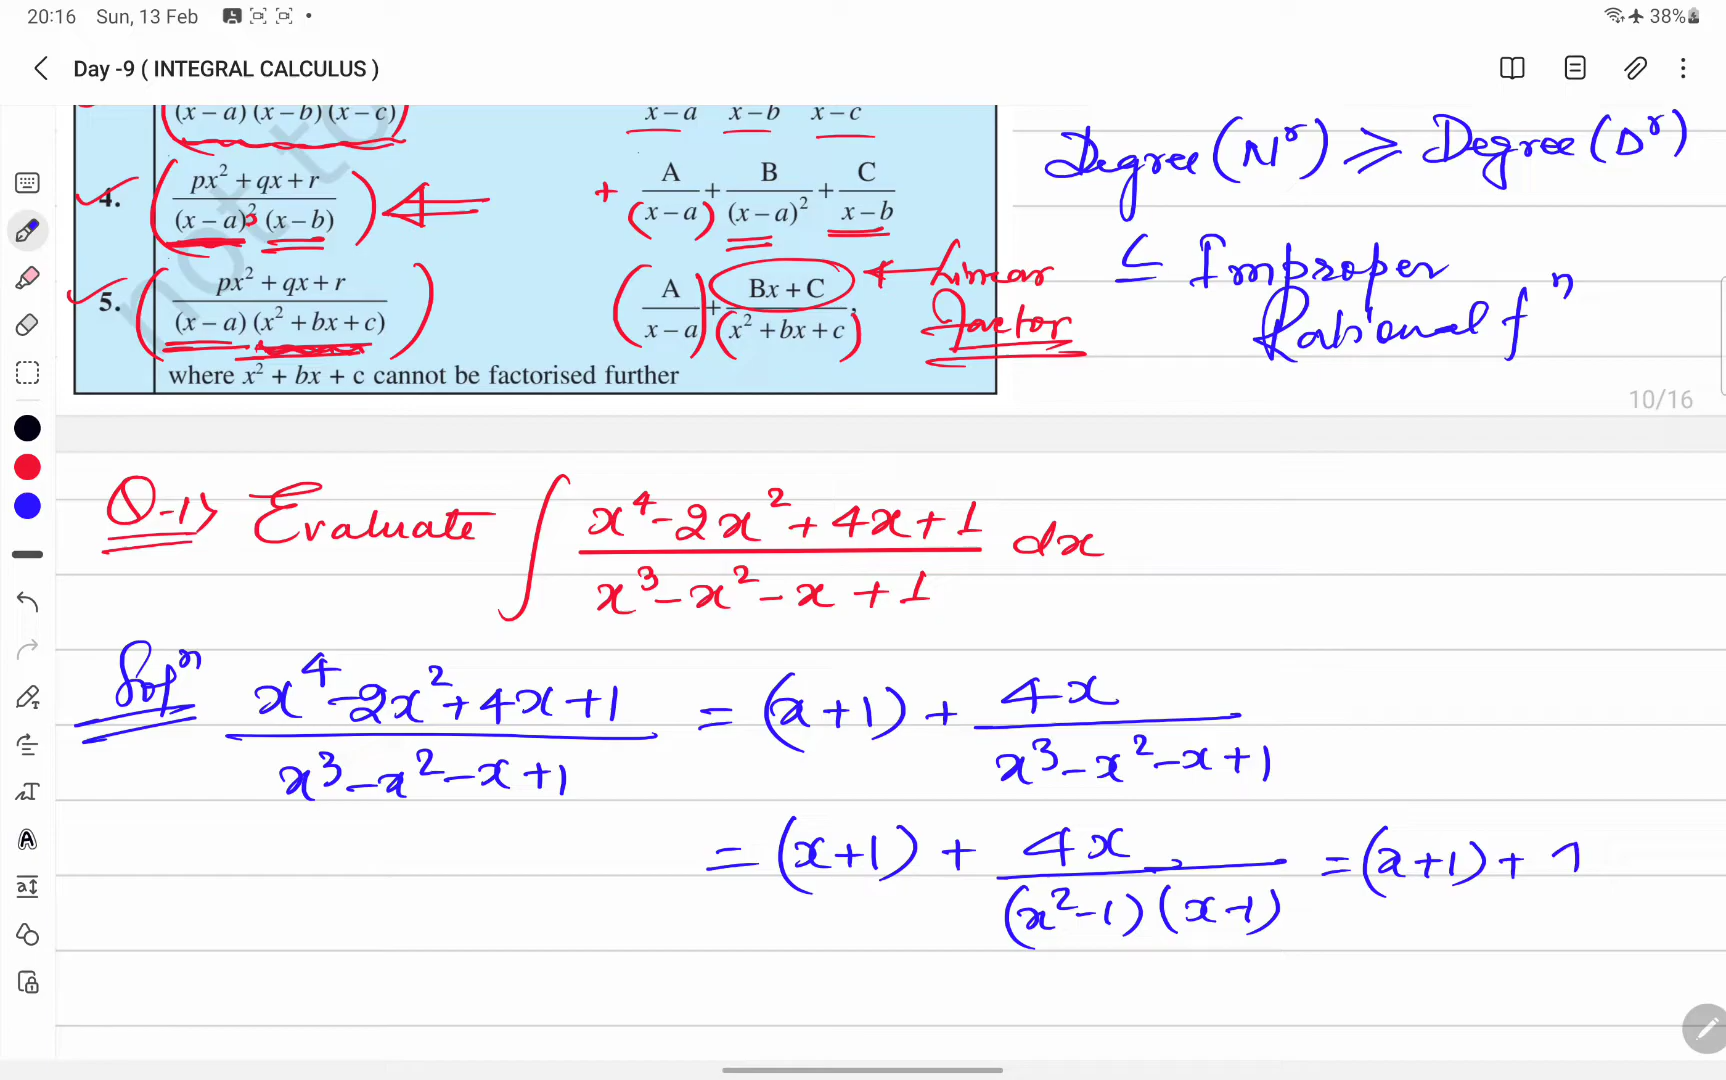 20:16 Sun, 13 Feb
38%
Day -9 ( INTEGRAL CALCULUS )
(x – a) (x – b) (x – c)
x – a x – b x – c
4. px² + qx + r / (x – a)² (x – b)
+ A/(x – a) + B/(x – a)² + C/(x – b)
5. px² + qx + r / (x – a) (x² + bx + c)
A/(x – a) + (Bx + C)/(x² + bx + c),
where x² + bx + c cannot be factorised further
not to
Linear
Factor
Degree (Nʳ) ⩾ Degree (Dʳ)
Improper
Rational fⁿ
10/16
Q-1) Evaluate ∫ (x⁴ - 2x² + 4x + 1)/(x³ - x² - x + 1) dx
Solⁿ (x⁴ - 2x² + 4x + 1)/(x³ - x² - x + 1) = (x+1) + 4x/(x³ - x² - x + 1)
= (x+1) + 4x/((x² - 1)(x - 1)) = (x+1) +